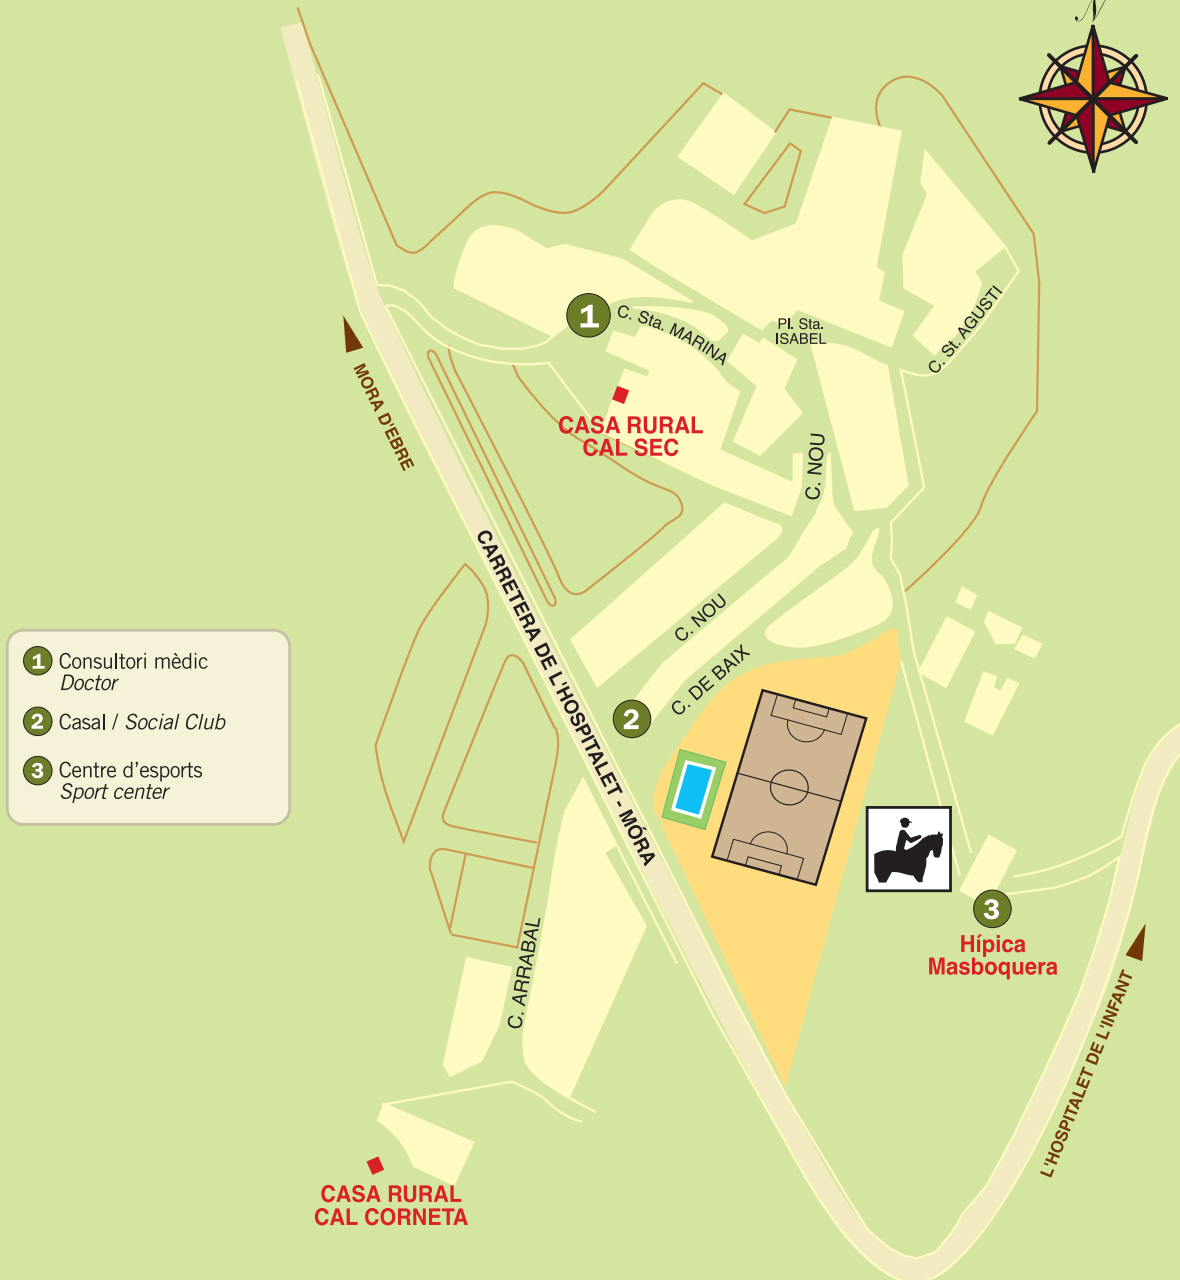 N
1
C. Sta. MARINA
Pl. Sta.
ISABEL
C. St. AGUSTI
MORA D'EBRE
CASA RURAL
CAL SEC
C. NOU
CARRETERA DE L'HOSPITALET - MÓRA
C. NOU
C. DE BAIX
2
1 Consultori mèdic
Doctor
2 Casal / Social Club
3 Centre d'esports
Sport center
3
Hípica
Masboquera
C. ARRABAL
L'HOSPITALET DE L'INFANT
CASA RURAL
CAL CORNETA